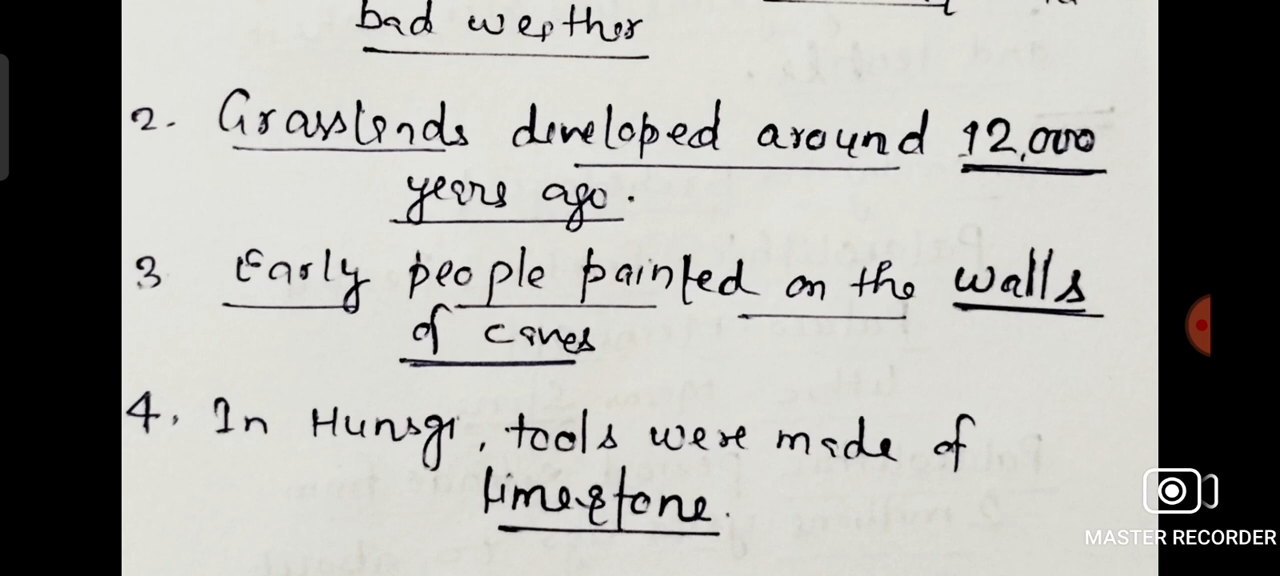 bad weather
2. Grasslands developed around 12,000
years ago.
3 Early people painted on the walls
of caves
4. In Hunsgi, tools were made of
limestone.
MASTER RECORDER